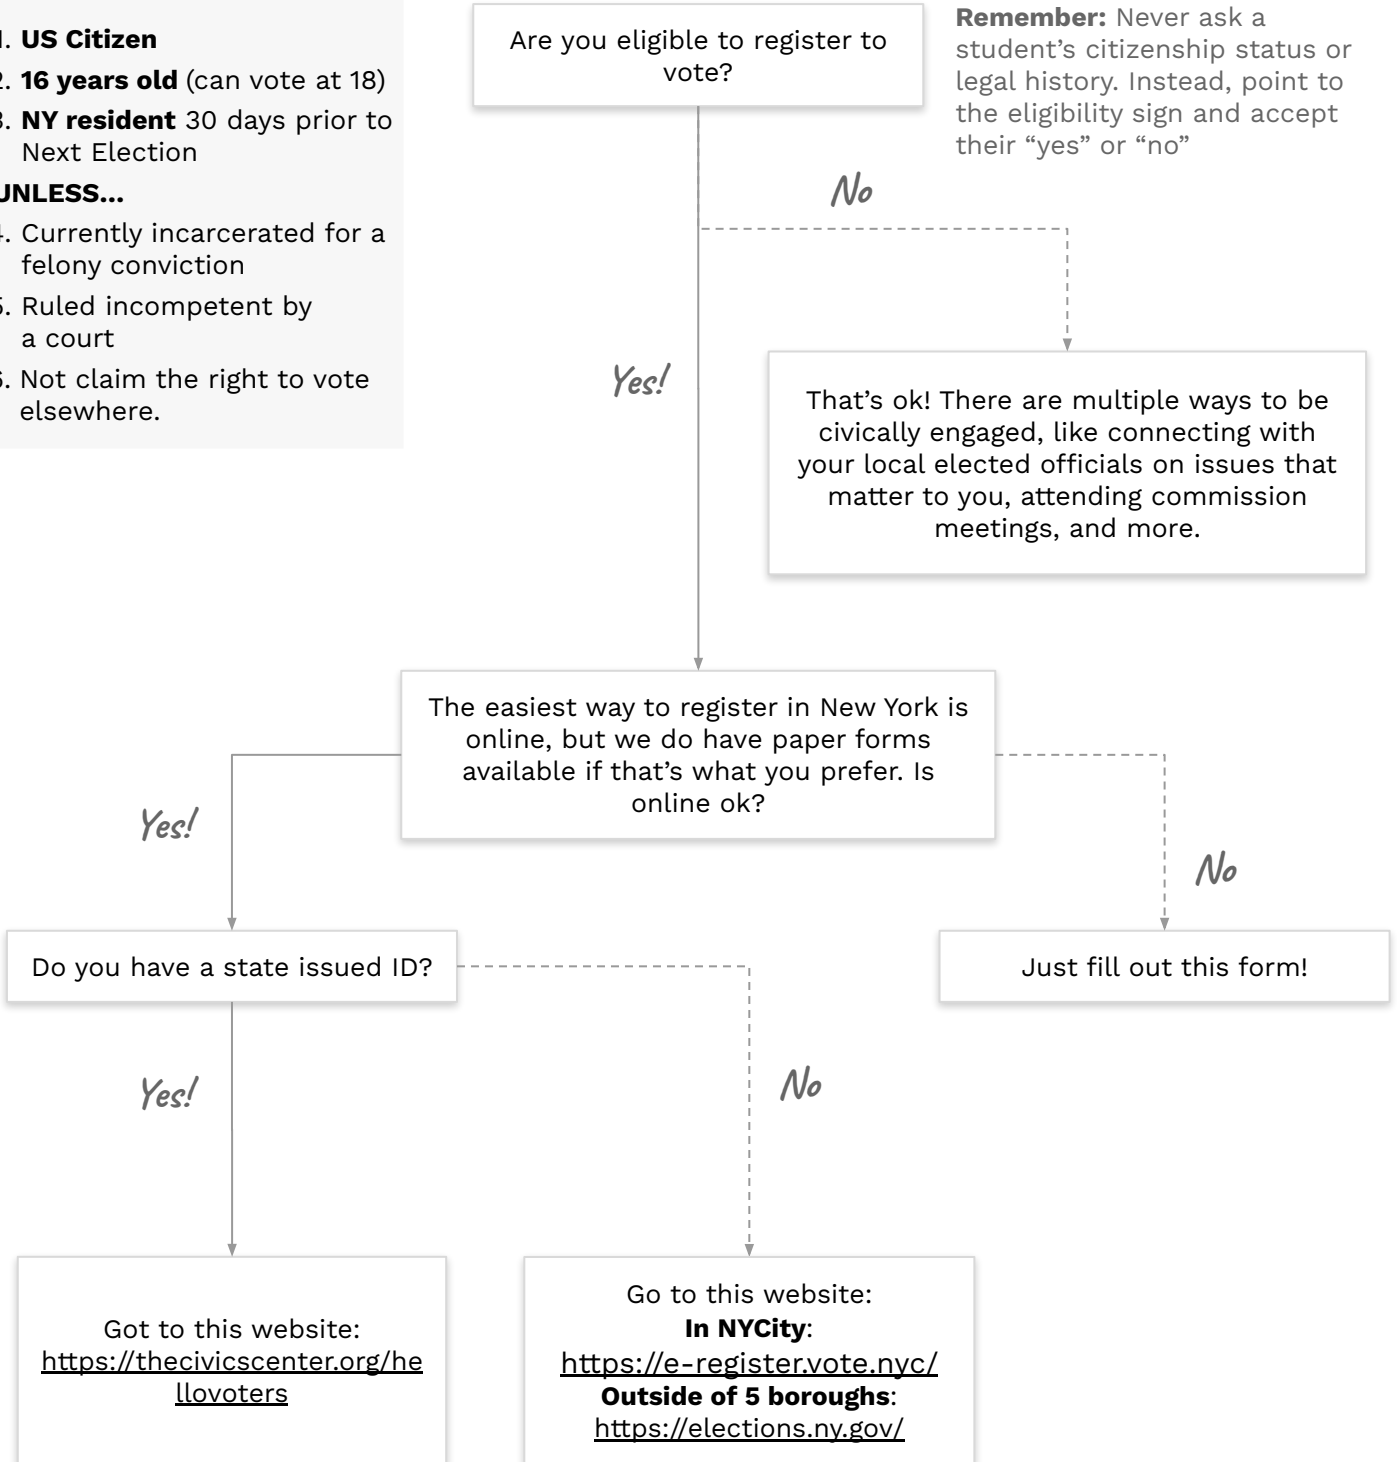 . US Citizen
. 16 years old (can vote at 18)
. NY resident 30 days prior to
Next Election
UNLESS...
. Currently incarcerated for a
felony conviction
. Ruled incompetent by
a court
. Not claim the right to vote
elsewhere.
Are you eligible to register to
vote?
Remember: Never ask a
student’s citizenship status or
legal history. Instead, point to
the eligibility sign and accept
their “yes” or “no”
No
Yes!
That’s ok! There are multiple ways to be
civically engaged, like connecting with
your local elected officials on issues that
matter to you, attending commission
meetings, and more.
The easiest way to register in New York is
online, but we do have paper forms
available if that’s what you prefer. Is
online ok?
Yes!
No
Do you have a state issued ID?
Just fill out this form!
Yes!
No
Got to this website:
https://thecivicscenter.org/he
llovoters
Go to this website:
In NYCity:
https://e-register.vote.nyc/
Outside of 5 boroughs:
https://elections.ny.gov/